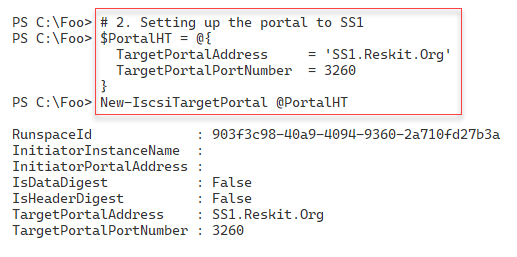 PS C:\Foo> # 2. Setting up the portal to SS1
PS C:\Foo> $PortalHT = @{
  TargetPortalAddress     = 'SS1.Reskit.Org'
  TargetPortalPortNumber  = 3260
}
PS C:\Foo> New-IscsiTargetPortal @PortalHT
RunspaceId             : 903f3c98-40a9-4094-9360-2a710fd27b3a
InitiatorInstanceName  :
InitiatorPortalAddress :
IsDataDigest           : False
IsHeaderDigest         : False
TargetPortalAddress    : SS1.Reskit.Org
TargetPortalPortNumber : 3260